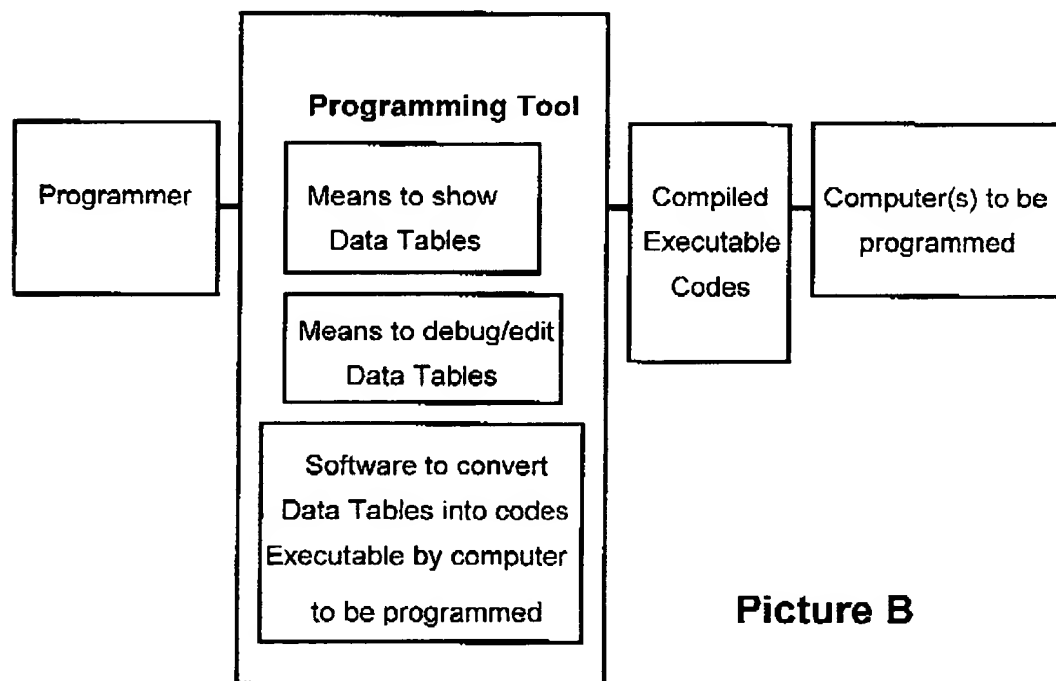 Programming Tool
Programmer
Means to show
Data Tables
Means to debug/edit
Data Tables
Software to convert
Data Tables into codes
Executable by computer
to be programmed
Compiled
Executable
Codes
Computer(s) to be
programmed
Picture B